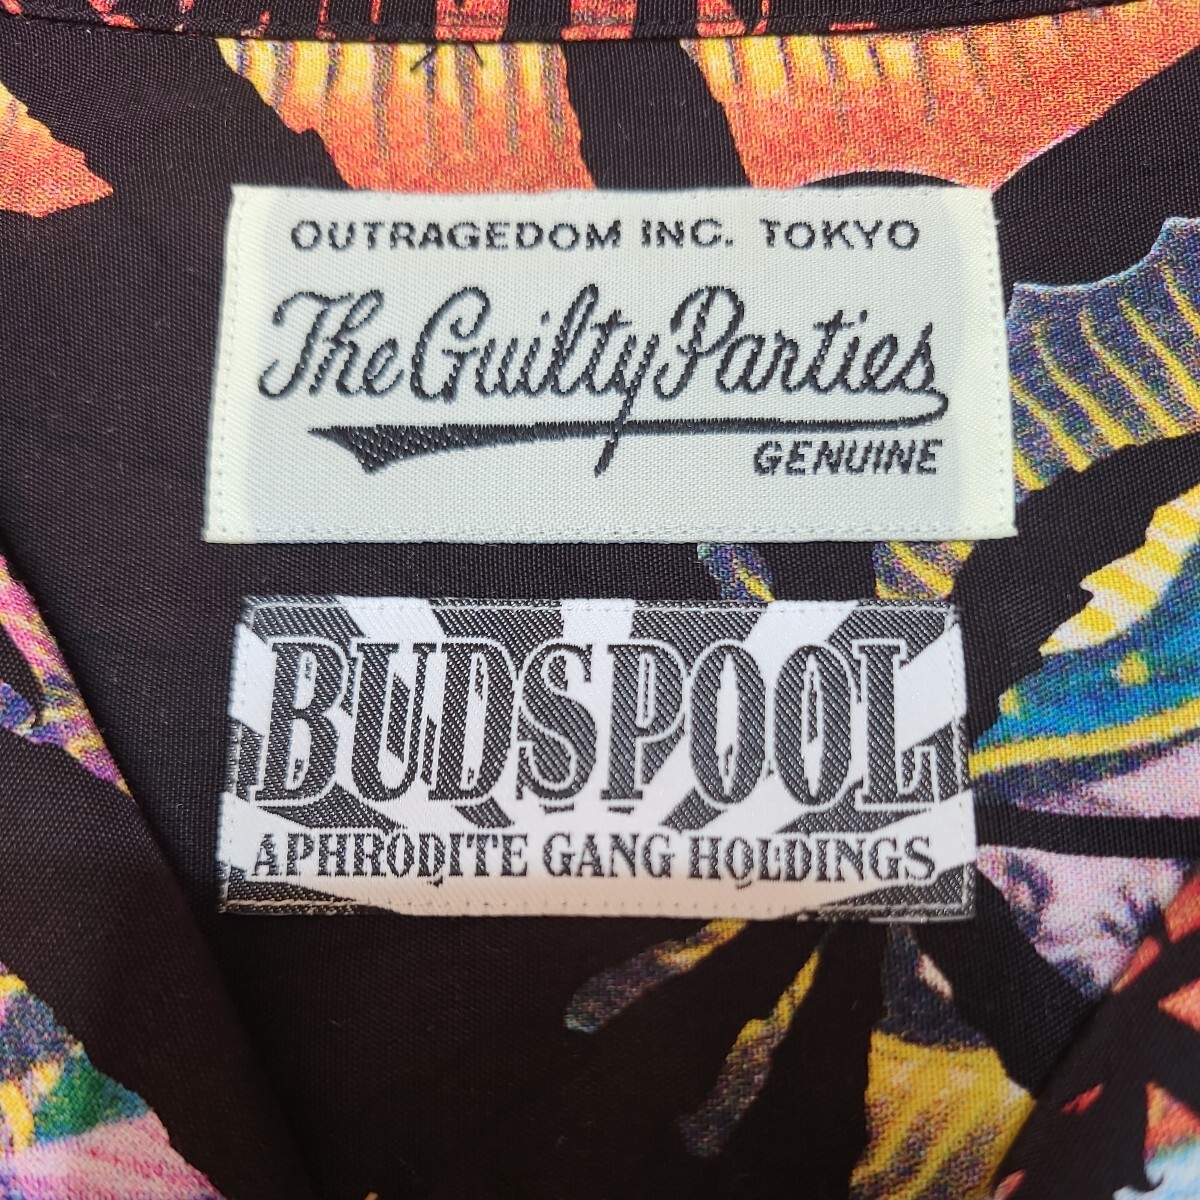 OUTRAGEDOM INC. TOKYO
The Guilty Parties
GENUINE
BUDSPOOL
APHRODITE GANG HOLDINGS